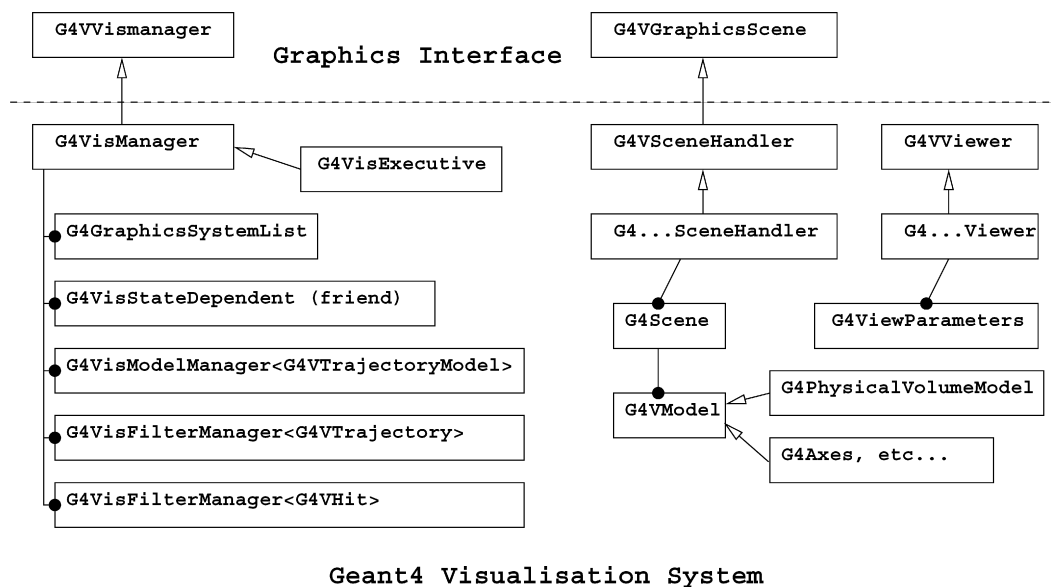 G4VVismanager
Graphics Interface
G4VGraphicsScene
G4VisManager
G4VisExecutive
G4VSceneHandler
G4VViewer
G4GraphicsSystemList
G4...SceneHandler
G4...Viewer
G4VisStateDependent (friend)
G4Scene
G4ViewParameters
G4VisModelManager<G4VTrajectoryModel>
G4VModel
G4PhysicalVolumeModel
G4VisFilterManager<G4VTrajectory>
G4Axes, etc...
G4VisFilterManager<G4VHit>
Geant4 Visualisation System